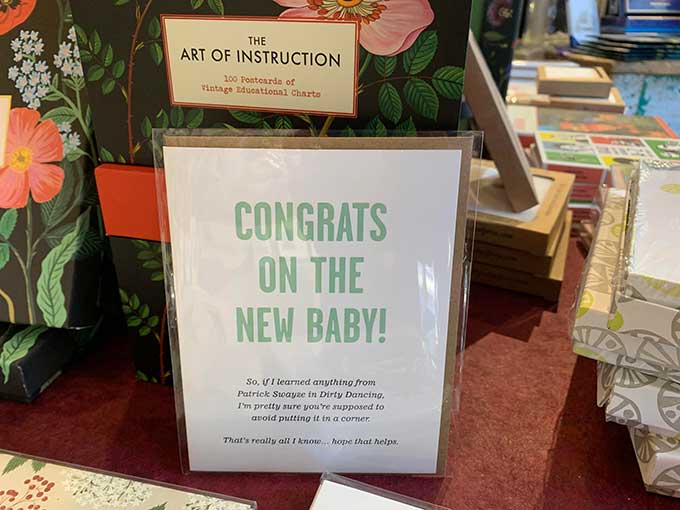 THE
ART OF INSTRUCTION
100 Postcards of
Vintage Educational Charts
CONGRATS
ON THE
NEW BABY!
So, if I learned anything from
Patrick Swayze in Dirty Dancing,
I'm pretty sure you're supposed to
avoid putting it in a corner.
That's really all I know... hope that helps.